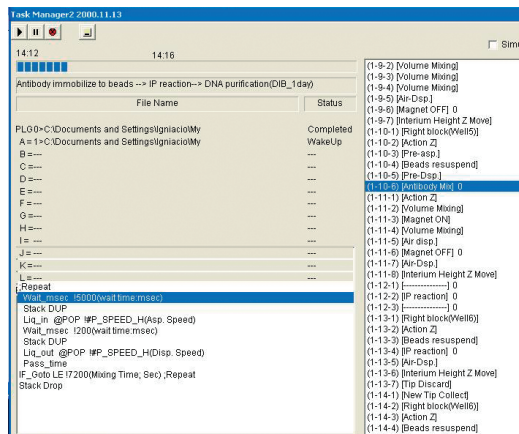 Task Manager2 2000.11.13
Simu
14:12
14:16
Antibody immobilize to beads --> IP reaction--> DNA purification(DIB_1day)
File Name Status
PLG0>C:\Documents and Settings\Igniacio\My Completed
A=1>C:\Documents and Settings\Igniacio\My WakeUp
B=--- ---
C=--- ---
D=--- ---
E=--- ---
F=--- ---
G=--- ---
H=--- ---
I=--- ---
J=--- ---
K=--- ---
L=--- ---
;Repeat
Wait_msec !5000(wait time:msec)
Stack DUP
Liq_in @POP !#P_SPEED_H(Asp. Speed)
Wait_msec !200(wait time:msec)
Stack DUP
Liq_out @POP !#P_SPEED_H(Disp. Speed)
Pass_time
IF_Goto LE !7200(Mixing Time; Sec) ;Repeat
Stack Drop
(1-9-2) [Volume Mixing]
(1-9-3) [Volume Mixing]
(1-9-4) [Volume Mixing]
(1-9-5) [Air-Dsp.]
(1-9-6) [Magnet OFF] 0
(1-9-7) [Interium Height Z Move]
(1-10-1) [Right block(Well5)]
(1-10-2) [Action Z]
(1-10-3) [Pre-asp.]
(1-10-4) [Beads resuspend]
(1-10-5) [Pre-Dsp.]
(1-10-6) [Antibody Mix] 0
(1-11-1) [Action Z]
(1-11-2) [Volume Mixing]
(1-11-3) [Magnet ON]
(1-11-4) [Volume Mixing]
(1-11-5) [Air disp.]
(1-11-6) [Magnet OFF] 0
(1-11-7) [Air-Dsp.]
(1-11-8) [Interium Height Z Move]
(1-12-1) [---------------] 0
(1-12-2) [IP reaction] 0
(1-12-3) [---------------] 0
(1-13-1) [Right block(Well6)]
(1-13-2) [Action Z]
(1-13-3) [Beads resuspend]
(1-13-4) [IP reaction] 0
(1-13-5) [Air-Dsp.]
(1-13-6) [Interium Height Z Move]
(1-13-7) [Tip Discard]
(1-14-1) [New Tip Collect]
(1-14-2) [Right block(Well6)]
(1-14-3) [Action Z]
(1-14-4) [Beads resuspend]